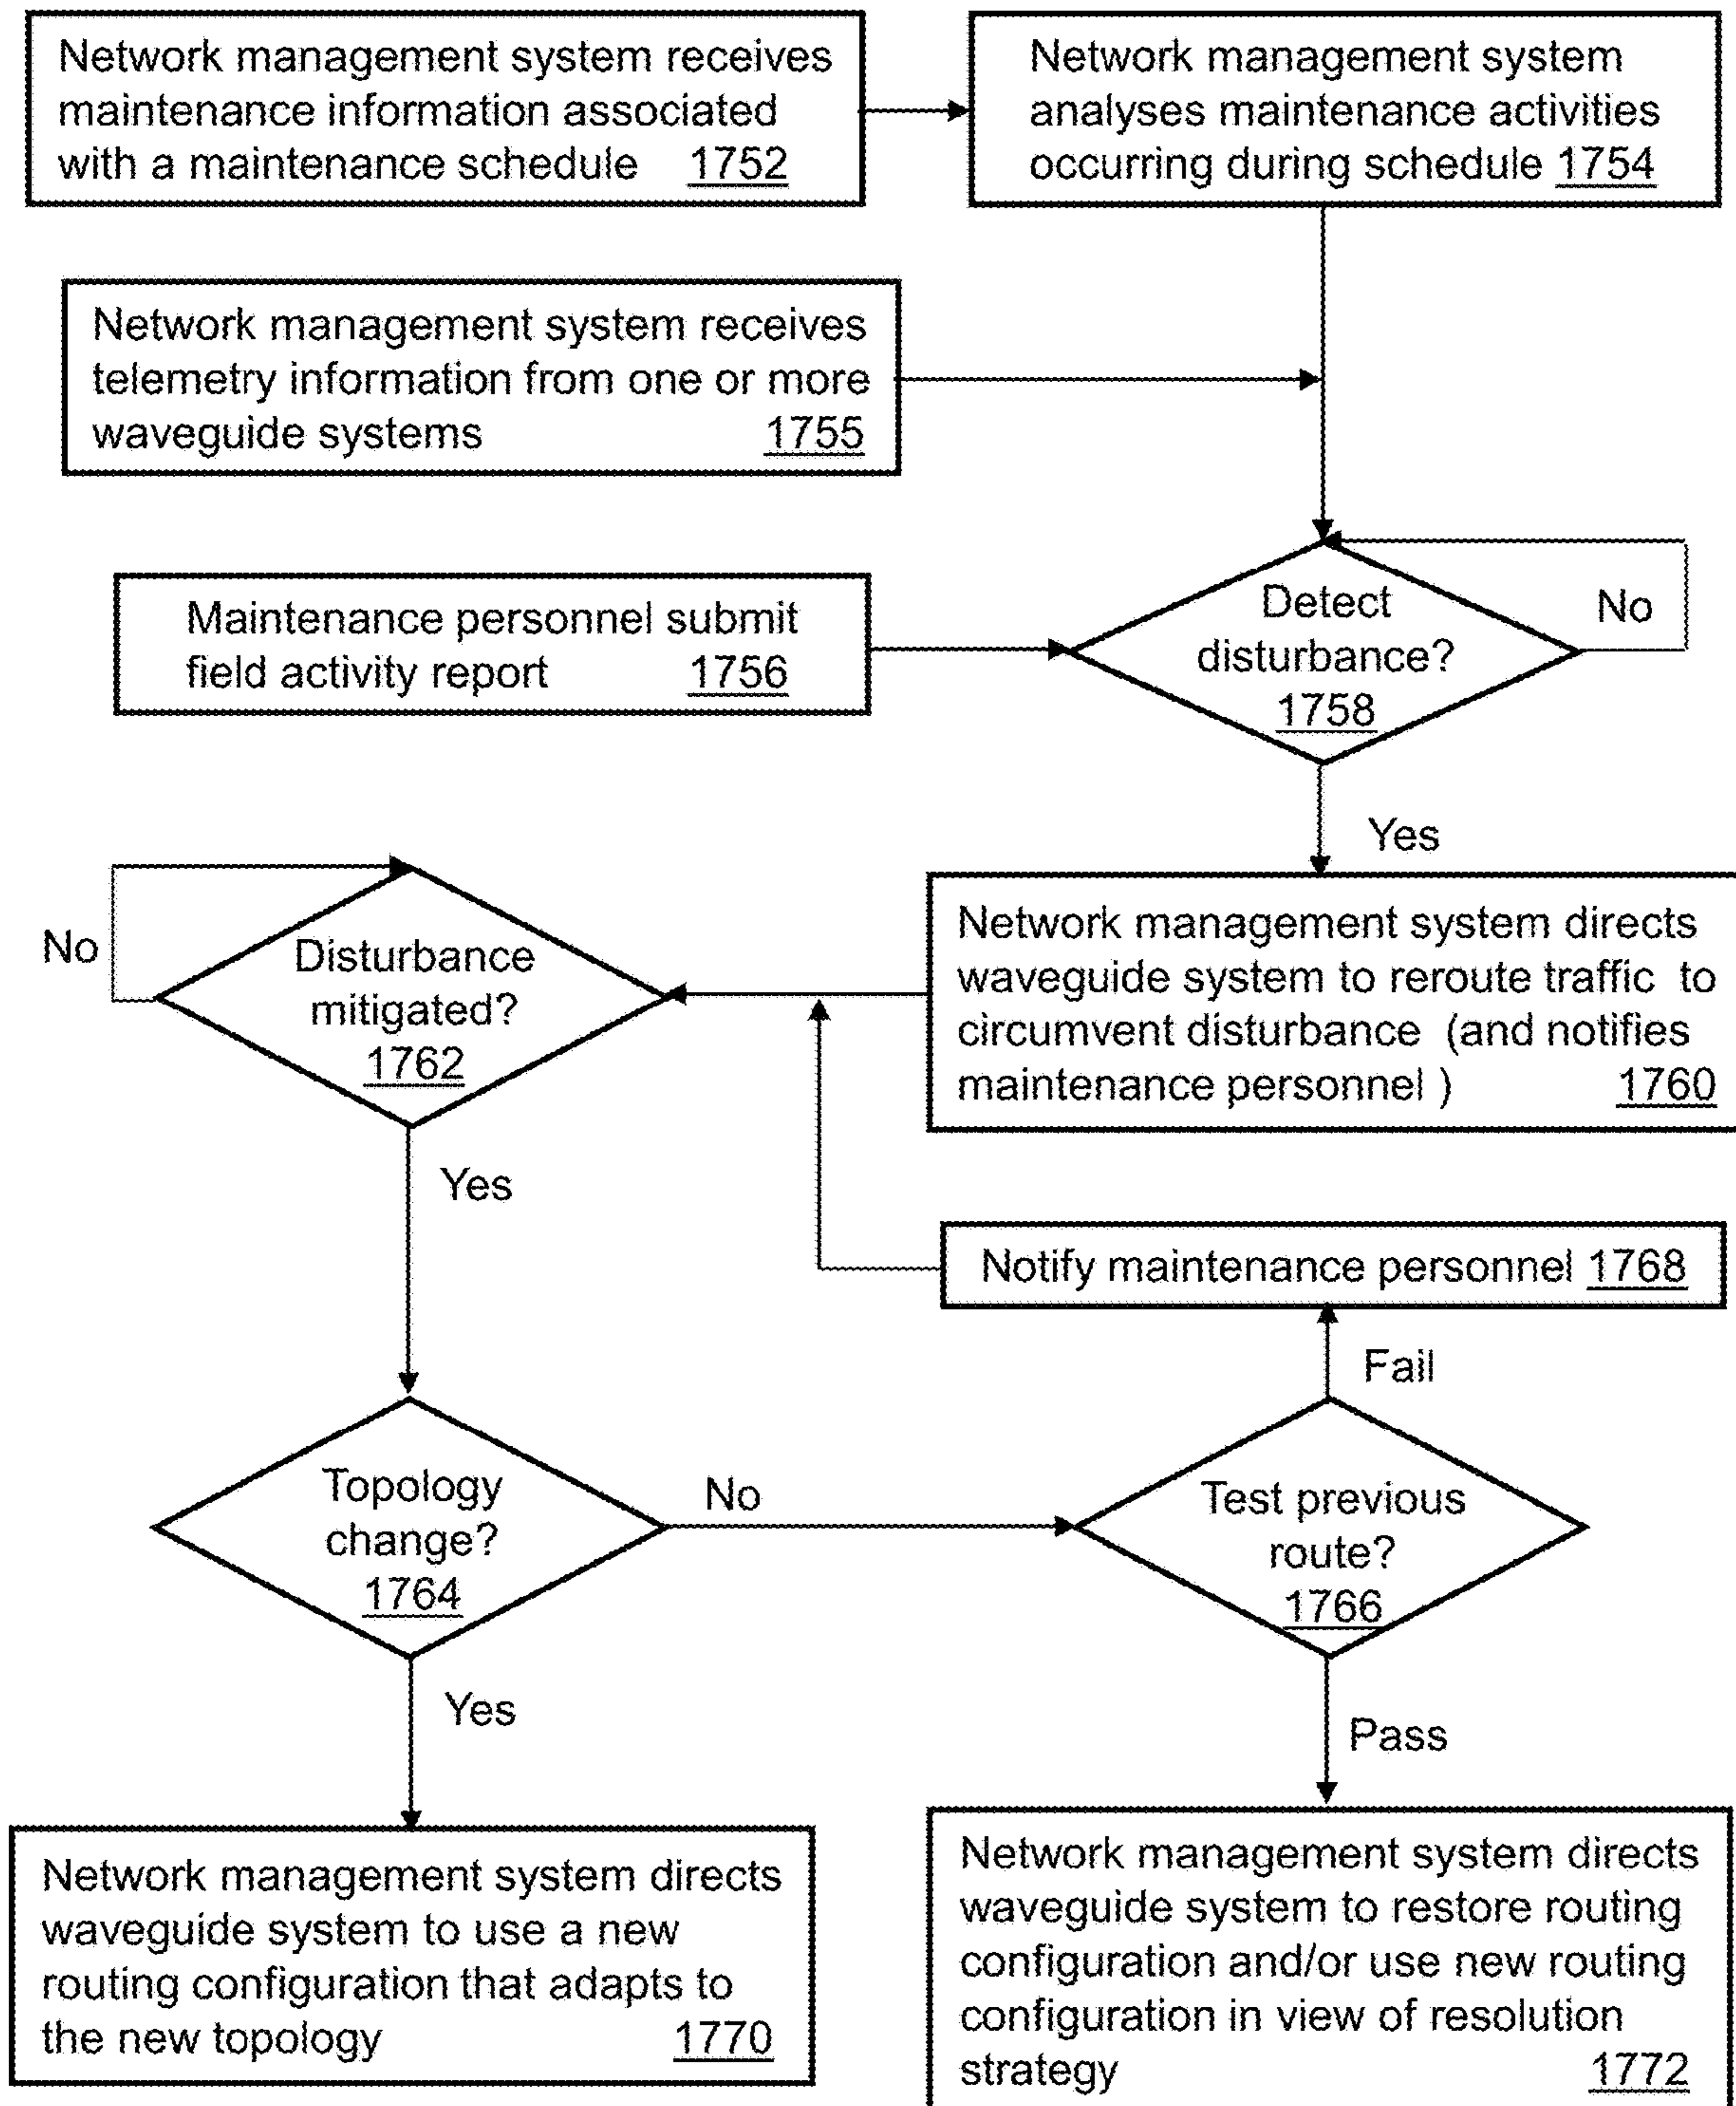 Network management system receives
maintenance information associated
with a maintenance schedule 1752
Network management system
analyses maintenance activities
occurring during schedule 1754
Network management system receives
telemetry information from one or more
waveguide systems 1755
Maintenance personnel submit
field activity report 1756
Detect
disturbance?
1758
No
Yes
Network management system directs
waveguide system to reroute traffic to
circumvent disturbance (and notifies
maintenance personnel ) 1760
No
Disturbance
mitigated?
1762
Yes
Notify maintenance personnel 1768
Fail
Topology
change?
1764
No
Test previous
route?
1766
Yes
Pass
Network management system directs
waveguide system to use a new
routing configuration that adapts to
the new topology 1770
Network management system directs
waveguide system to restore routing
configuration and/or use new routing
configuration in view of resolution
strategy 1772